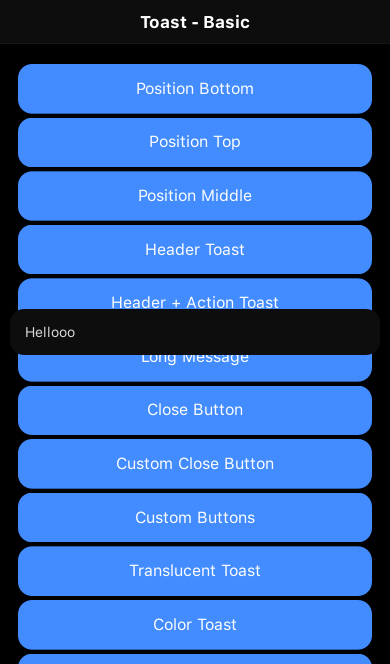 Toast - Basic
Position Bottom
Position Top
Position Middle
Header Toast
Header + Action Toast
Hellooo
Long Message
Close Button
Custom Close Button
Custom Buttons
Translucent Toast
Color Toast